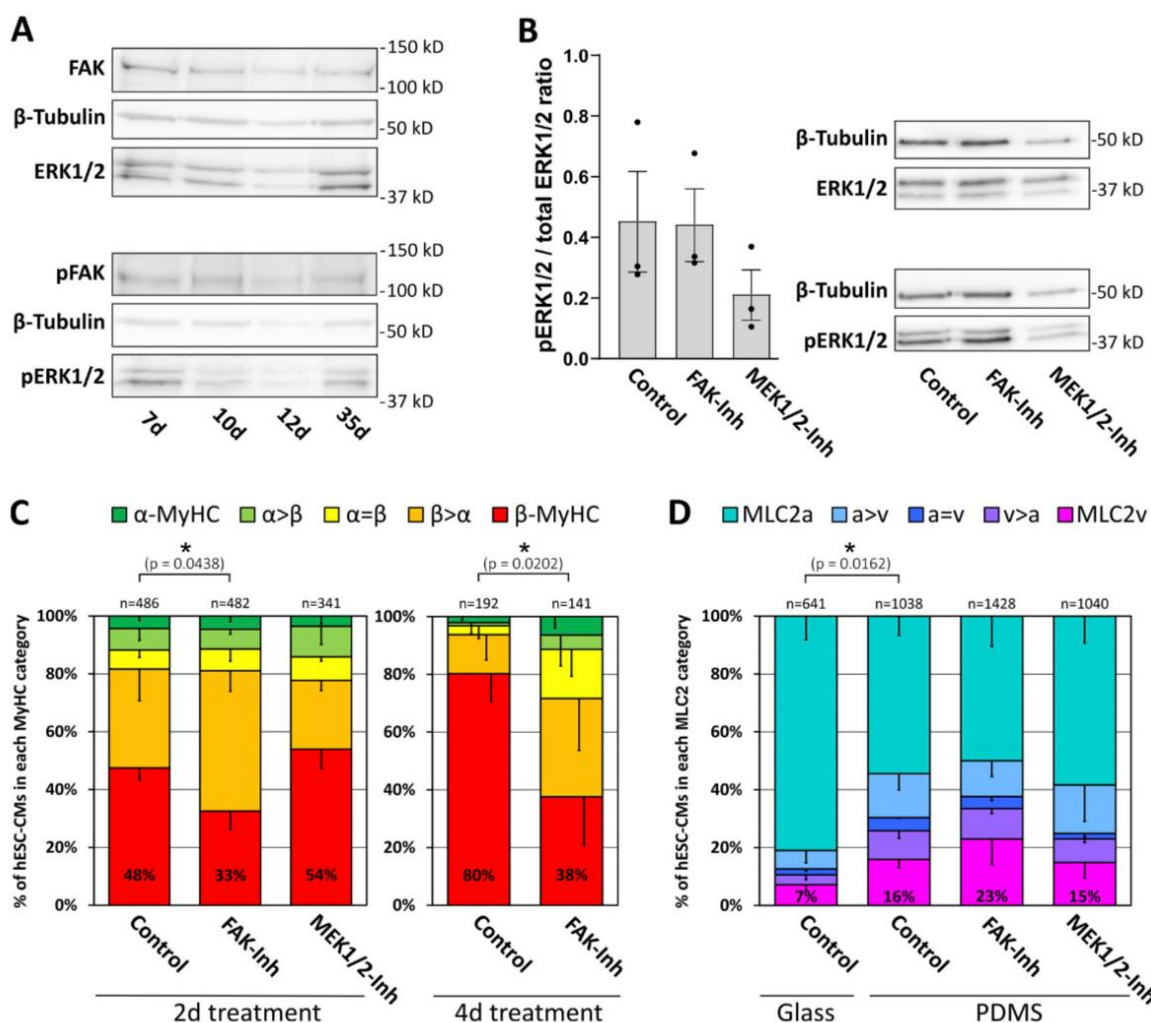 A
FAK
-150 kD
-100 kD
β-Tubulin
-50 kD
ERK1/2
-37 kD
pFAK
-150 kD
-100 kD
β-Tubulin
-50 kD
pERK1/2
-37 kD
7d 10d 12d 35d
B
pERK1/2 / total ERK1/2 ratio
1.0
0.8
0.6
0.4
0.2
0.0
Control FAK-Inh MEK1/2-Inh
β-Tubulin -50 kD
ERK1/2 -37 kD
β-Tubulin -50 kD
pERK1/2 -37 kD
Control FAK-Inh MEK1/2-Inh
C
α-MyHC α>β α=β β>α β-MyHC
% of hESC-CMs in each MyHC category
*
(p = 0.0438)
n=486 n=482 n=341
100%
80%
60%
40%
20%
0%
48% 33% 54%
Control FAK-Inh MEK1/2-Inh
2d treatment
*
(p = 0.0202)
n=192 n=141
100%
80%
60%
40%
20%
0%
80% 38%
Control FAK-Inh
4d treatment
D
MLC2a a>v a=v v>a MLC2v
% of hESC-CMs in each MLC2 category
*
(p = 0.0162)
n=641 n=1038 n=1428 n=1040
100%
80%
60%
40%
20%
0%
7% 16% 23% 15%
Control Control FAK-Inh MEK1/2-Inh
Glass PDMS